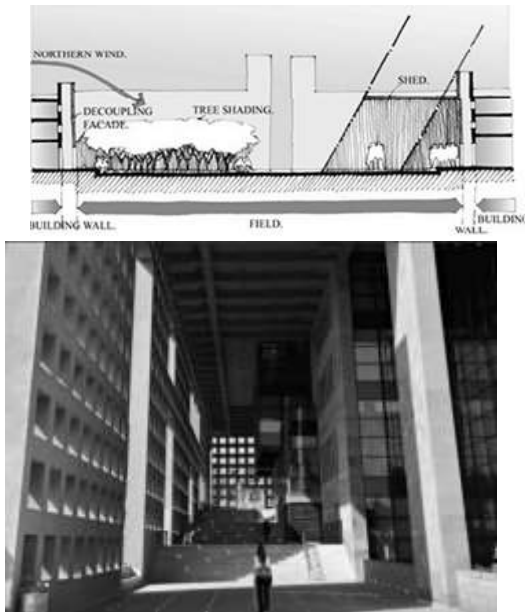 NORTHERN WIND.
DECOUPLING
FACADE.
TREE SHADING.
SHED.
BUILDING WALL.
FIELD.
WALL.
BUILDING